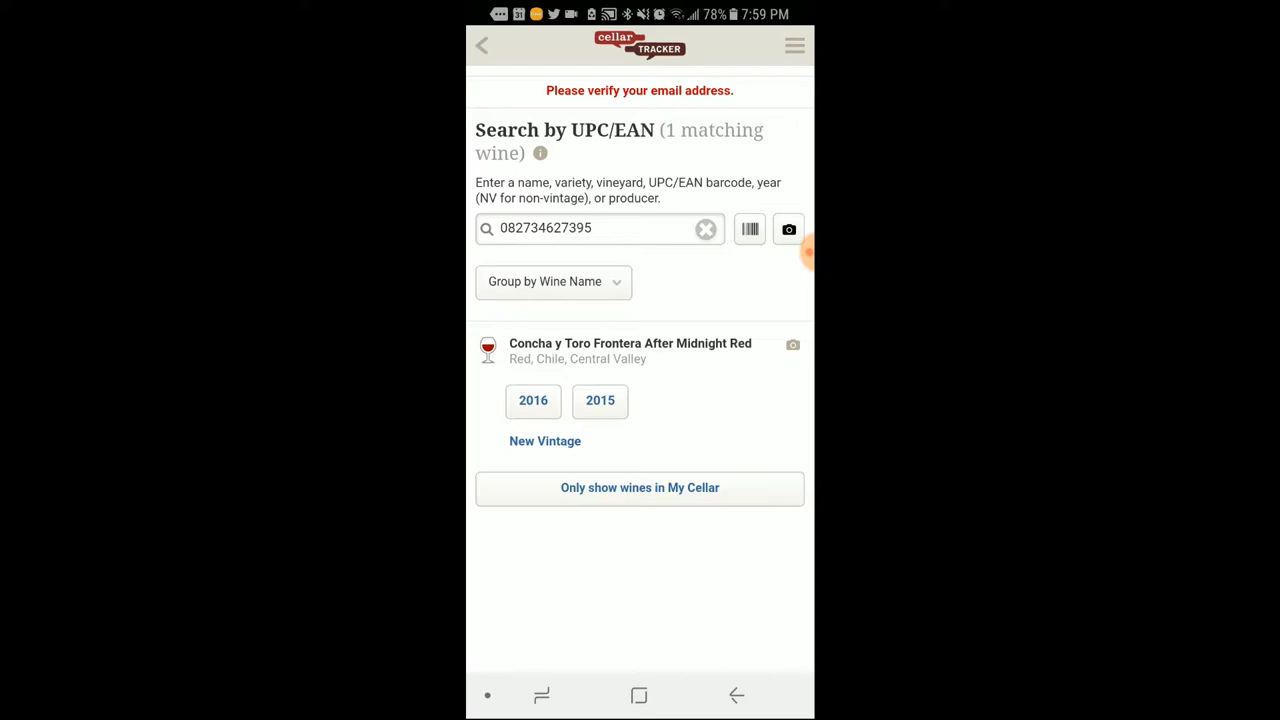 31 78% 7:59 PM
cellar
TRACKER
Please verify your email address.
Search by UPC/EAN (1 matching
wine) i
Enter a name, variety, vineyard, UPC/EAN barcode, year
(NV for non-vintage), or producer.
082734627395
Group by Wine Name
Concha y Toro Frontera After Midnight Red
Red, Chile, Central Valley
2016 2015
New Vintage
Only show wines in My Cellar